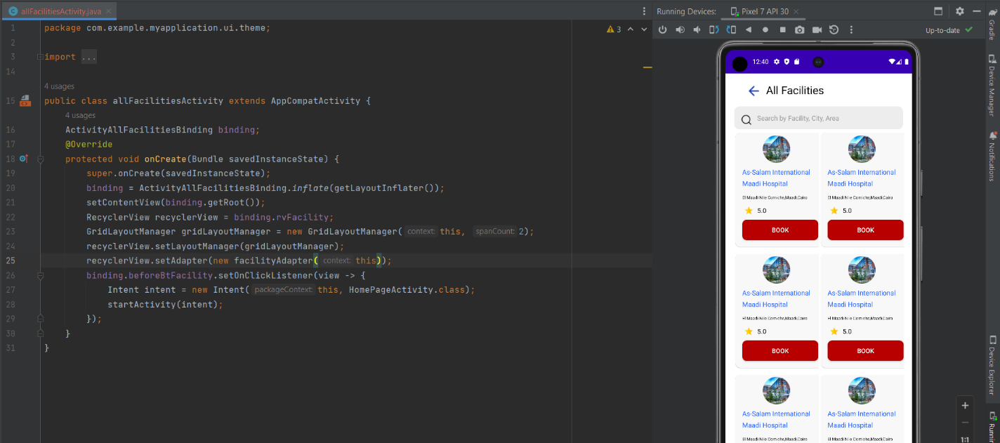 allFacilitiesActivity.java
Running Devices:
Pixel 7 API 30
3
Up-to-date
1 package com.example.myapplication.ui.theme;
2
3 import ...
14
4 usages
15 public class allFacilitiesActivity extends AppCompatActivity {
4 usages
16 ActivityAllFacilitiesBinding binding;
17 @Override
18 protected void onCreate(Bundle savedInstanceState) {
19 super.onCreate(savedInstanceState);
20 binding = ActivityAllFacilitiesBinding.inflate(getLayoutInflater());
21 setContentView(binding.getRoot());
22 RecyclerView recyclerView = binding.rvFacility;
23 GridLayoutManager gridLayoutManager = new GridLayoutManager( context: this, spanCount: 2);
24 recyclerView.setLayoutManager(gridLayoutManager);
25 recyclerView.setAdapter(new facilityAdapter( context: this));
26 binding.beforeBtFacility.setOnClickListener(view -> {
27 Intent intent = new Intent( packageContext: this, HomePageActivity.class);
28 startActivity(intent);
29 });
30 }
31 }
12:40
All Facilities
Search by Facility, City, Area
As-Salam International
Maadi Hospital
El Maadi Nile Corniche,Maadi,Cairo
5.0
BOOK
As-Salam International
Maadi Hospital
El Maadi Nile Corniche,Maadi,Cairo
5.0
BOOK
As-Salam International
Maadi Hospital
El Maadi Nile Corniche,Maadi,Cairo
5.0
BOOK
As-Salam International
Maadi Hospital
El Maadi Nile Corniche,Maadi,Cairo
5.0
BOOK
As-Salam International
Maadi Hospital
El Maadi Nile Corniche,Maadi,Cairo
As-Salam International
Maadi Hospital
El Maadi Nile Corniche,Maadi,Cairo
1:1
Gradle
Device Manager
Notifications
Device Explorer